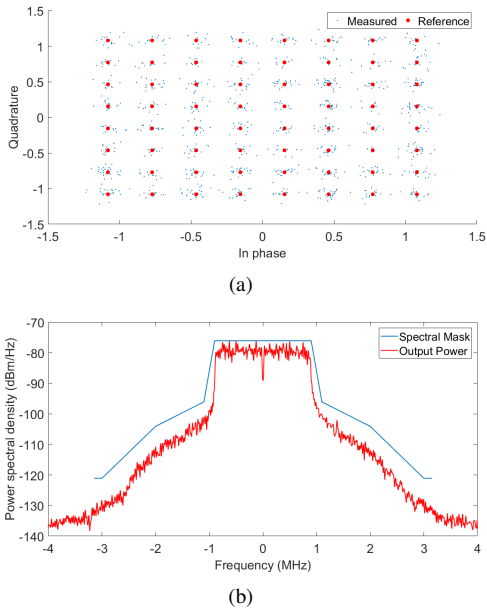 1.5
1
0.5
0
-0.5
-1
-1.5
Quadrature
Measured
Reference
-1.5 -1 -0.5 0 0.5 1 1.5
In phase
(a)
-70
-80
-90
-100
-110
-120
-130
-140
Power spectral density (dBm/Hz)
Spectral Mask
Output Power
-4 -3 -2 -1 0 1 2 3 4
Frequency (MHz)
(b)